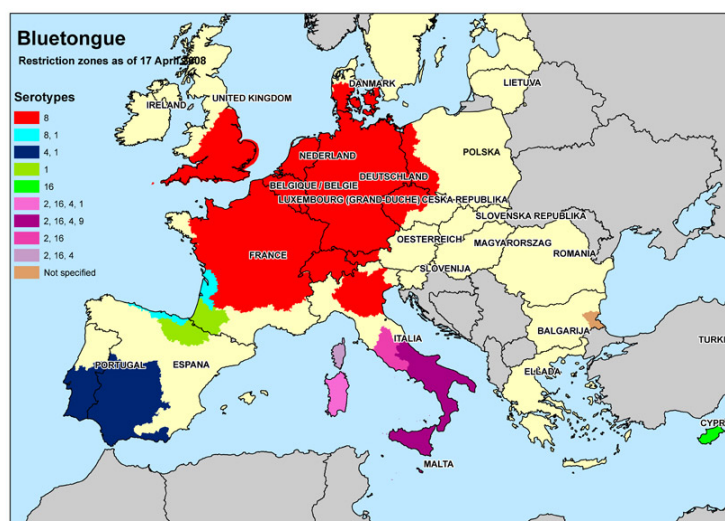 Bluetongue
Restriction zones as of 17 April 2008
Serotypes
8
8, 1
4, 1
1
16
2, 16, 4, 1
2, 16, 4, 9
2, 16
2, 16, 4
Not specified
DANMARK
LIETUVA
IRELAND
UNITED KINGDOM
NEDERLAND
POLSKA
DEUTSCHLAND
BELGIQUE / BELGIE
LUXEMBOURG (GRAND-DUCHE)
CESKA REPUBLIKA
SLOVENSKA REPUBLIKA
OESTERREICH
MAGYARORSZAG
FRANCE
ROMANIA
SLOVENIJA
BALGARIJA
ITALIA
TURKI
PORTUGAL
ESPANA
ELLADA
CYPR
MALTA